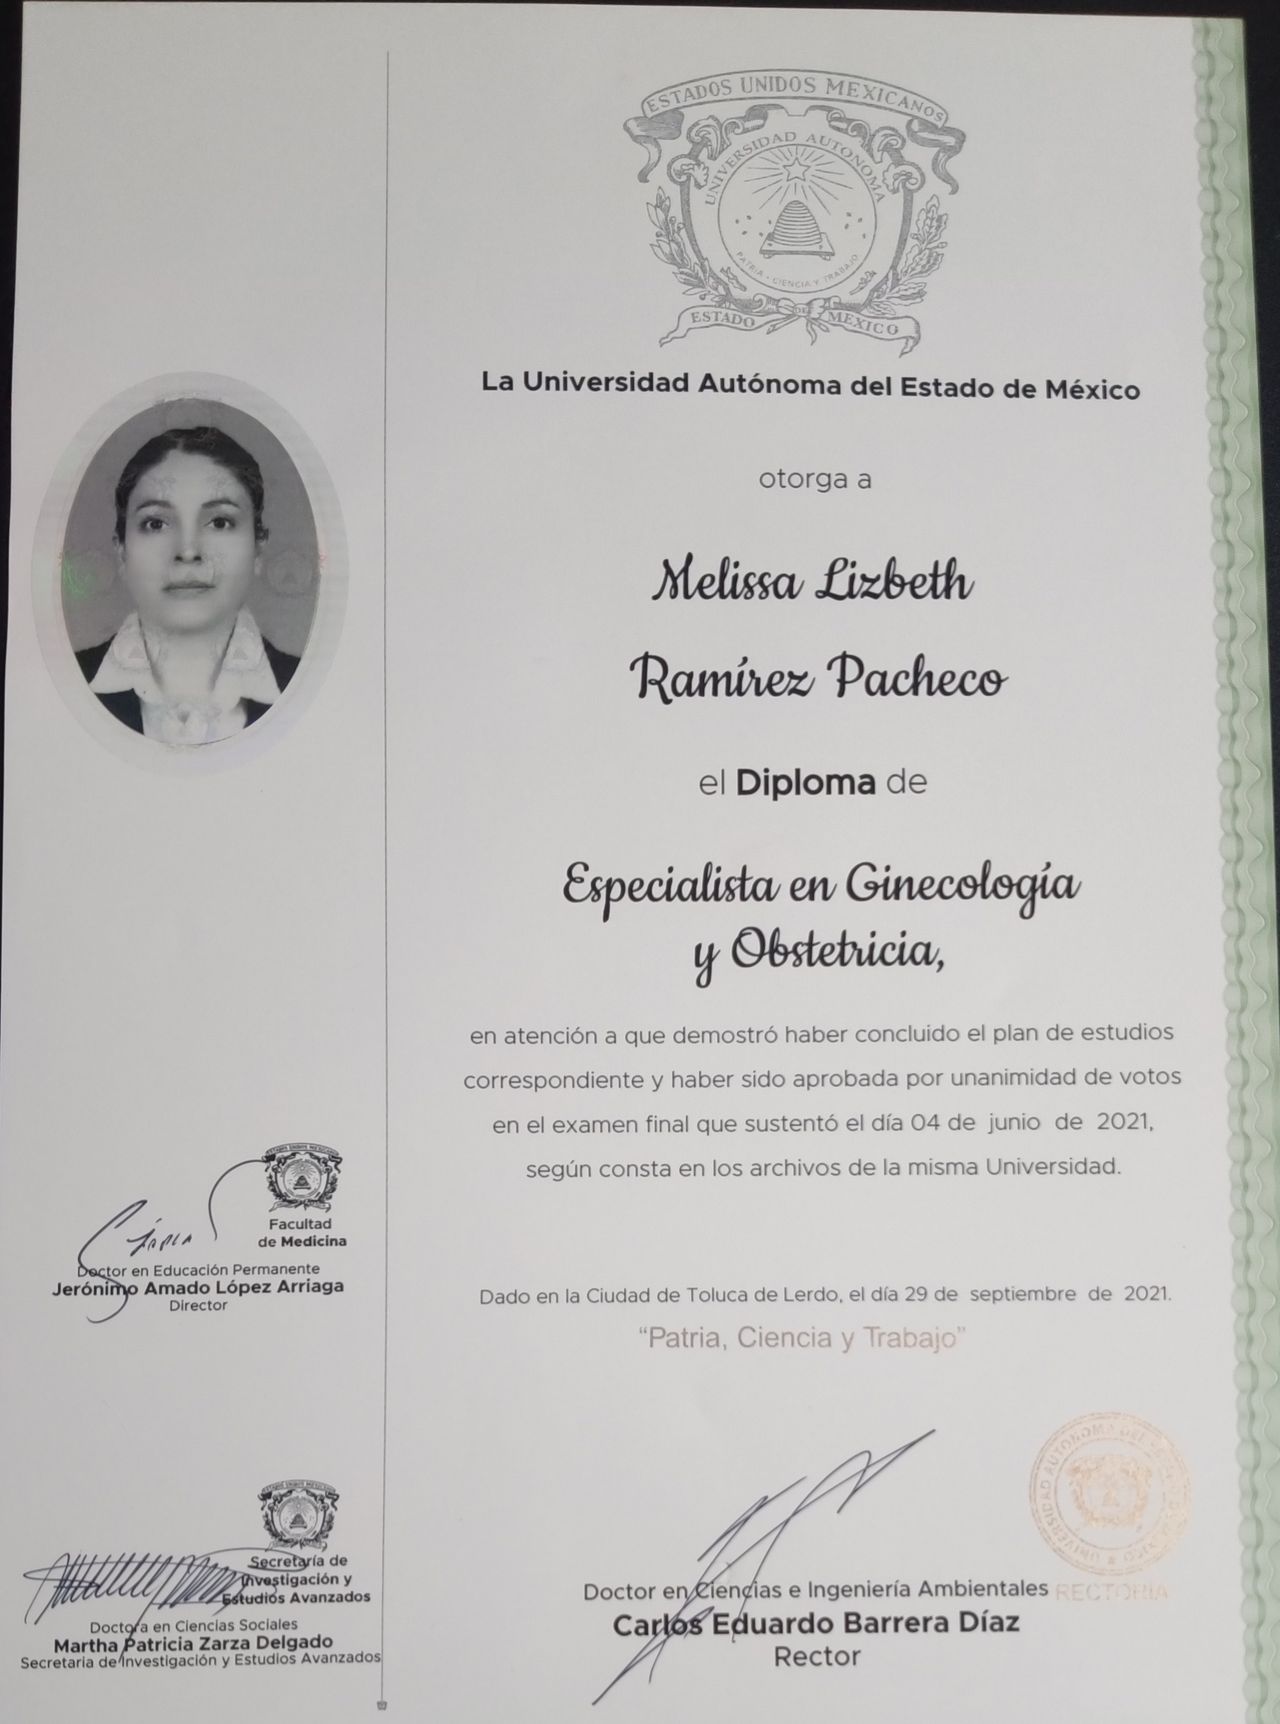 ESTADOS UNIDOS MEXICANOS
UNIVERSIDAD AUTONOMA
PATRIA · CIENCIA Y TRABAJO
ESTADO DE MEXICO
La Universidad Autónoma del Estado de México
otorga a
Melissa Lizbeth
Ramírez Pacheco
el Diploma de
Especialista en Ginecología
y Obstetricia,
en atención a que demostró haber concluido el plan de estudios
correspondiente y haber sido aprobada por unanimidad de votos
en el examen final que sustentó el día 04 de junio de 2021,
según consta en los archivos de la misma Universidad.
Dado en la Ciudad de Toluca de Lerdo, el día 29 de septiembre de 2021.
“Patria, Ciencia y Trabajo”
Facultad
de Medicina
Doctor en Educación Permanente
Jerónimo Amado López Arriaga
Director
Secretaría de
Investigación y
Estudios Avanzados
Doctora en Ciencias Sociales
Martha Patricia Zarza Delgado
Secretaria de Investigación y Estudios Avanzados
Doctor en Ciencias e Ingeniería Ambientales
Carlos Eduardo Barrera Díaz
Rector
UNIVERSIDAD AUTONOMA DEL ESTADO DE MEXICO
RECTORIA